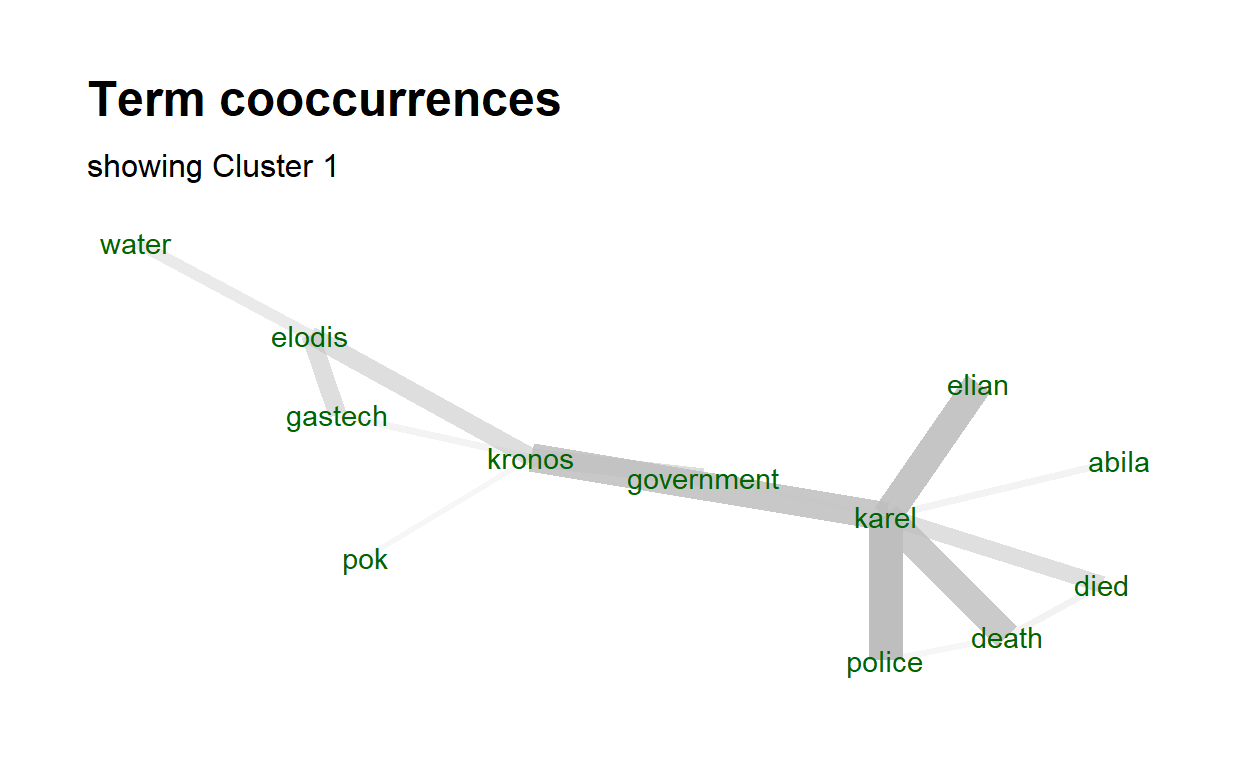 Term cooccurrences
showing Cluster 1
water
elodis
elian
gastech
kronos
abila
government
karel
pok
died
death
police